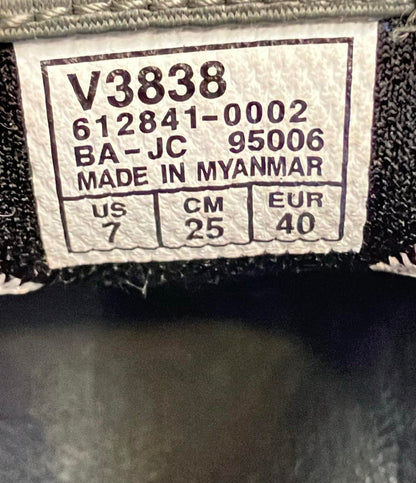 V3838
612841-0002
BA-JC 95006
MADE IN MYANMAR
US CM EUR
7 25 40